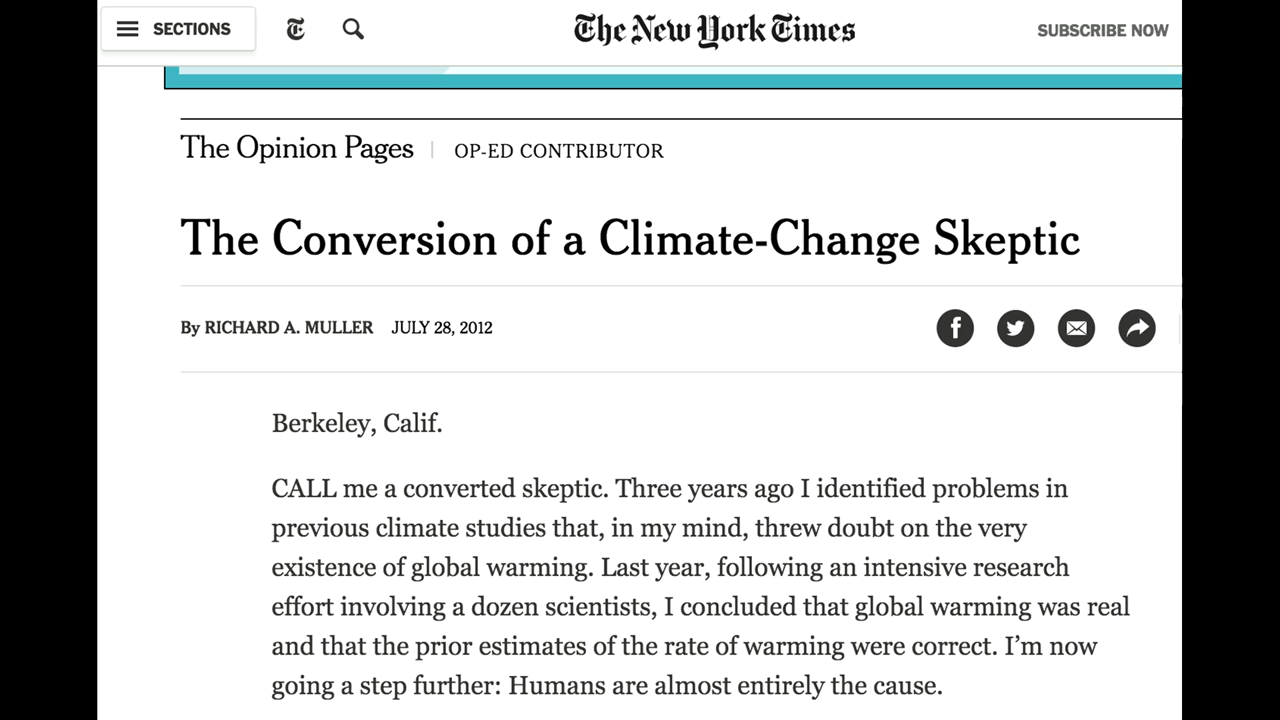 SECTIONS
The New York Times
SUBSCRIBE NOW
The Opinion Pages | OP-ED CONTRIBUTOR
The Conversion of a Climate-Change Skeptic
By RICHARD A. MULLER JULY 28, 2012
Berkeley, Calif.
CALL me a converted skeptic. Three years ago I identified problems in
previous climate studies that, in my mind, threw doubt on the very
existence of global warming. Last year, following an intensive research
effort involving a dozen scientists, I concluded that global warming was real
and that the prior estimates of the rate of warming were correct. I’m now
going a step further: Humans are almost entirely the cause.